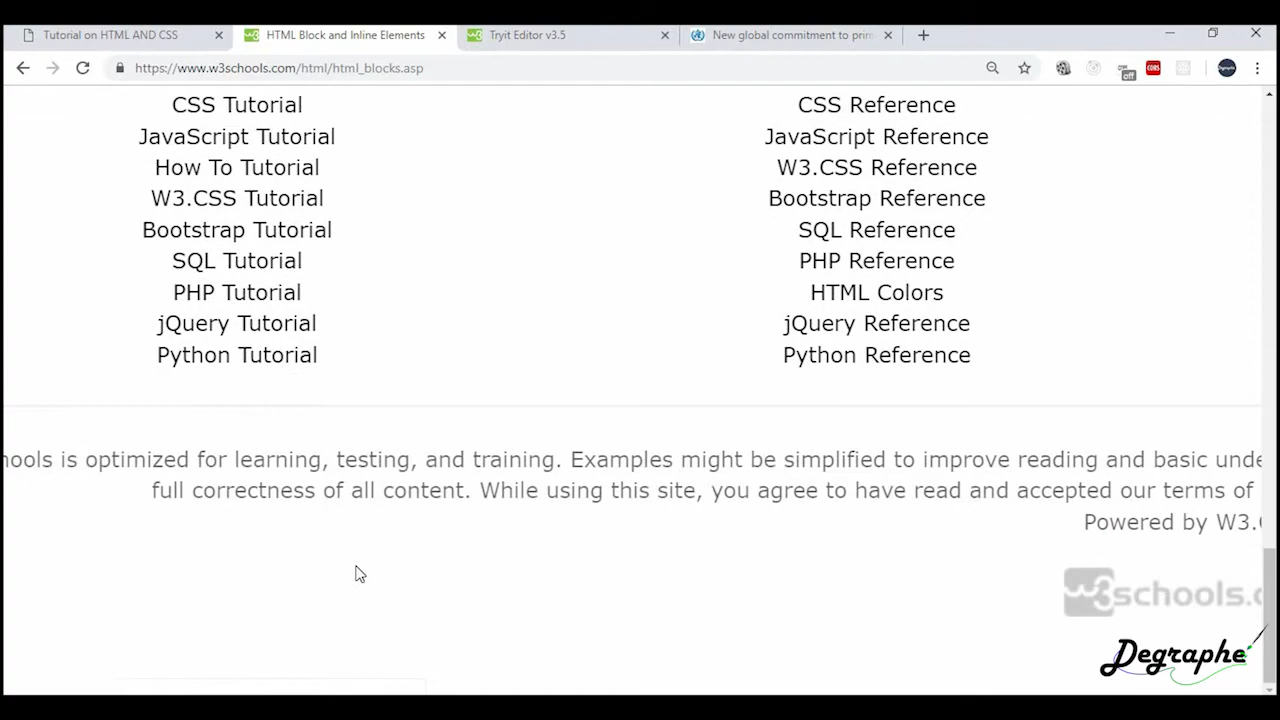 Tutorial on HTML AND CSS
HTML Block and Inline Elements
Tryit Editor v3.5
New global commitment to prim
https://www.w3schools.com/html/html_blocks.asp
off
CORS
Degraphe
CSS Tutorial
JavaScript Tutorial
How To Tutorial
W3.CSS Tutorial
Bootstrap Tutorial
SQL Tutorial
PHP Tutorial
jQuery Tutorial
Python Tutorial
CSS Reference
JavaScript Reference
W3.CSS Reference
Bootstrap Reference
SQL Reference
PHP Reference
HTML Colors
jQuery Reference
Python Reference
hools is optimized for learning, testing, and training. Examples might be simplified to improve reading and basic unde
full correctness of all content. While using this site, you agree to have read and accepted our terms of
Powered by W3.
w3schools.c
Degraphe